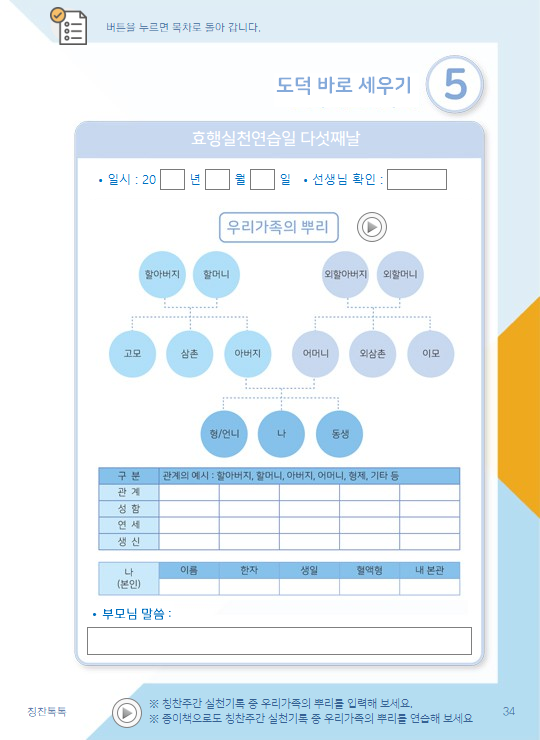 버튼을 누르면 목차로 돌아 갑니다.
도덕 바로 세우기 5
효행실천연습일 다섯째날
• 일시 : 20 년 월 일 • 선생님 확인 :
우리가족의 뿌리
할아버지 할머니 외할아버지 외할머니
고모 삼촌 아버지 어머니 외삼촌 이모
형/언니 나 동생
구 분 관계의 예시 : 할아버지, 할머니, 아버지, 어머니, 형제, 기타 등
관 계
성 함
연 세
생 신
나 (본인) 이름 한자 생일 혈액형 내 본관
• 부모님 말씀 :
칭찬톡톡
※ 칭찬주간 실천기록 중 우리가족의 뿌리를 입력해 보세요.
※ 종이책으로도 칭찬주간 실천기록 중 우리가족의 뿌리를 연습해 보세요
34